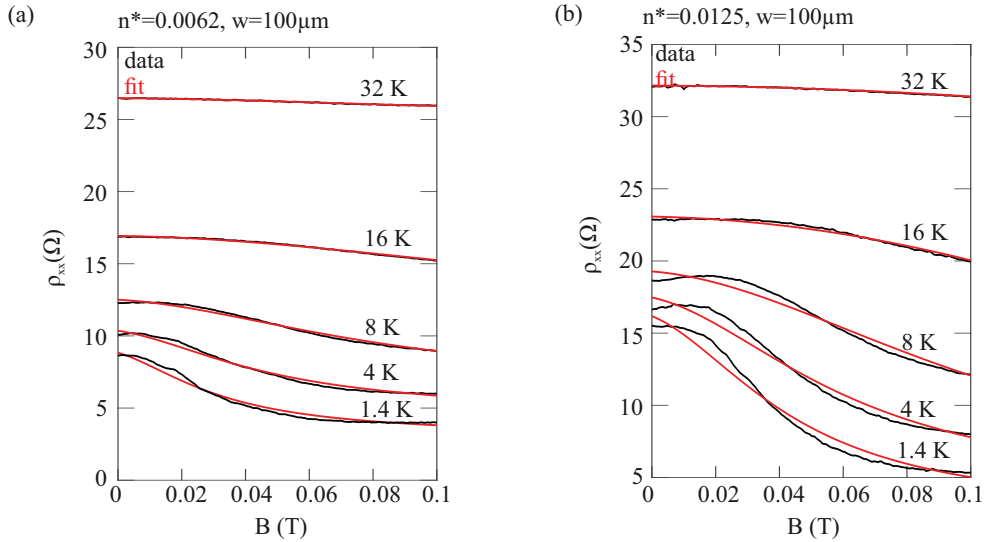 (a)
n*=0.0062, w=100μm
data
fit
32 K
16 K
8 K
4 K
1.4 K
30
25
20
15
10
5
0
ρxx(Ω)
0 0.02 0.04 0.06 0.08 0.1
B (T)
(b)
n*=0.0125, w=100μm
data
fit
32 K
16 K
8 K
4 K
1.4 K
35
30
25
20
15
10
5
ρxx(Ω)
0 0.02 0.04 0.06 0.08 0.1
B (T)